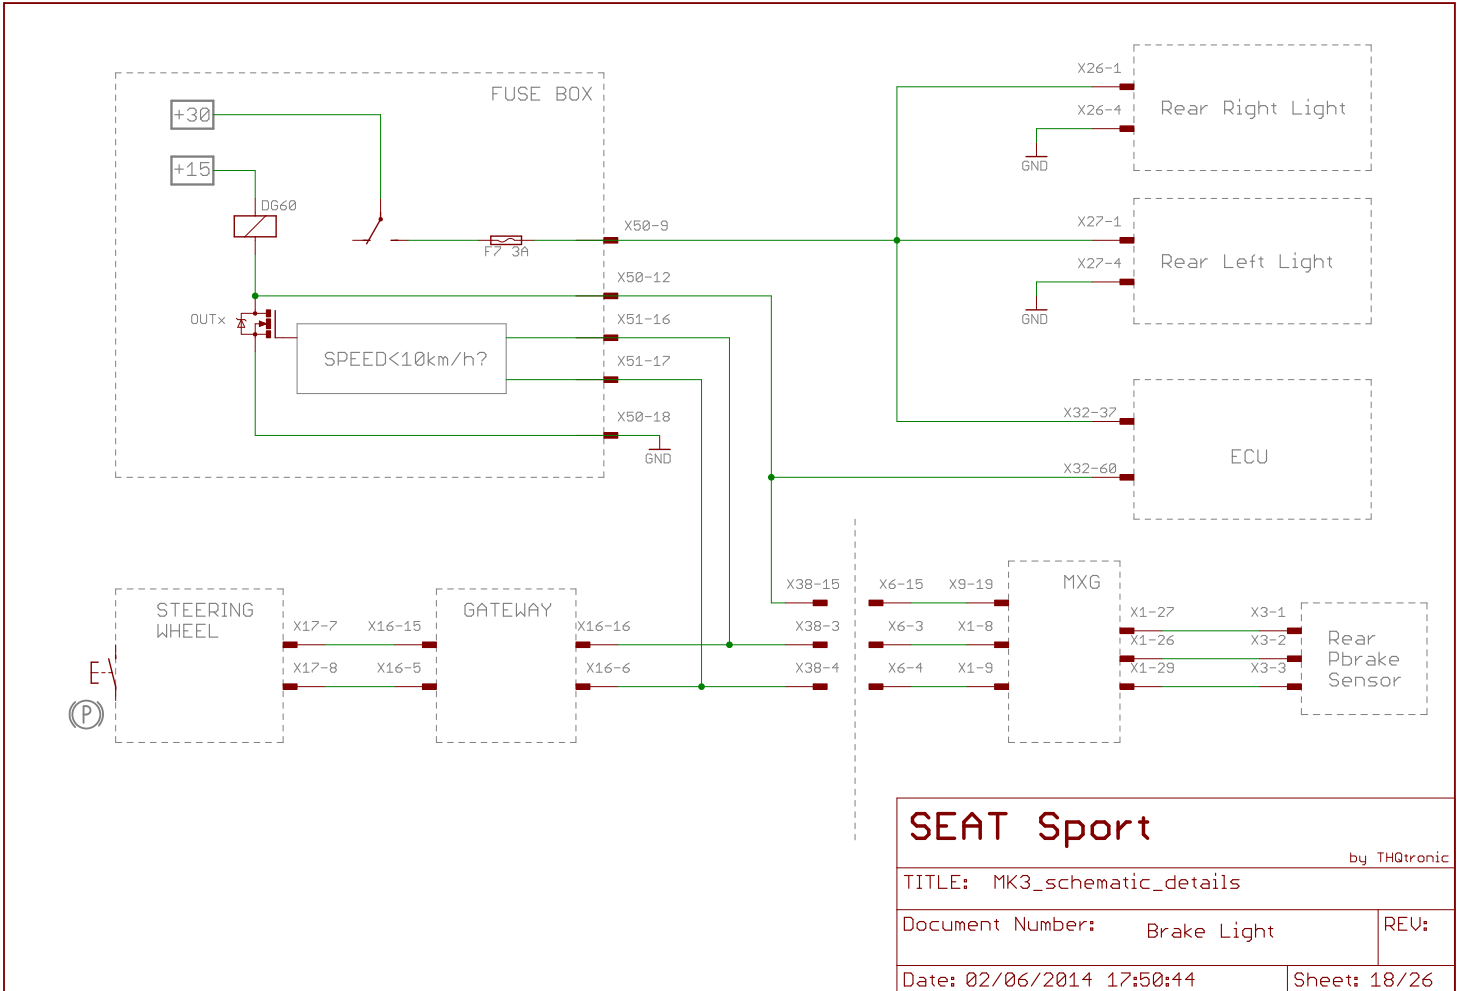 FUSE BOX
+30
+15
DG60
F7 3A
X50-9
X50-12
OUTx
X51-16
SPEED<10km/h?
X51-17
X50-18
GND
X26-1
X26-4
Rear Right Light
GND
X27-1
X27-4
Rear Left Light
GND
X32-37
ECU
X32-60
STEERING
WHEEL
X17-7
X17-8
P
X16-15
X16-5
GATEWAY
X16-16
X16-6
X38-15
X38-3
X38-4
X6-15
X6-3
X6-4
X9-19
X1-8
X1-9
MXG
X1-27
X1-26
X1-29
X3-1
X3-2
X3-3
Rear
Pbrake
Sensor
SEAT Sport
by THQtronic
TITLE: MK3_schematic_details
Document Number: Brake Light
REV:
Date: 02/06/2014 17:50:44
Sheet: 18/26